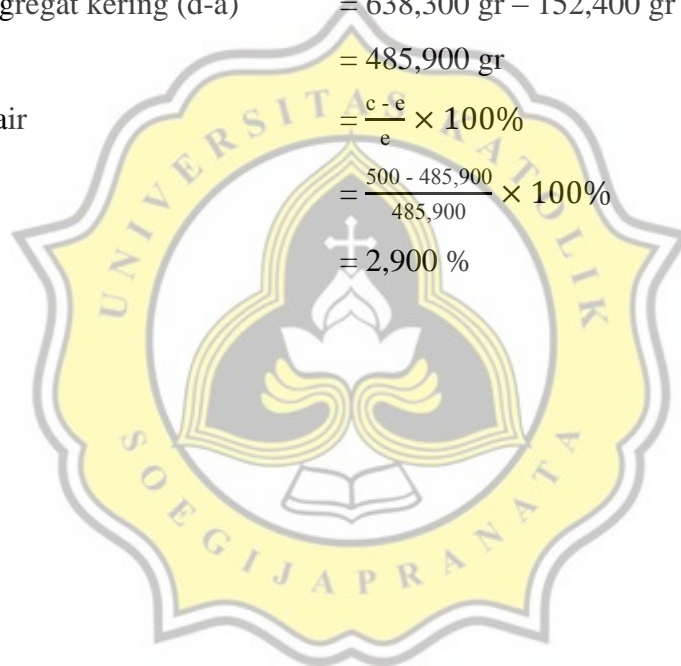 gregat kering (d-a) = 638,300 gr – 152,400 gr
= 485,900 gr
air = c - e / e × 100%
= 500 - 485,900 / 485,900 × 100%
= 2,900 %
UNIVERSITAS KATOLIK
SOEGIJAPRANATA